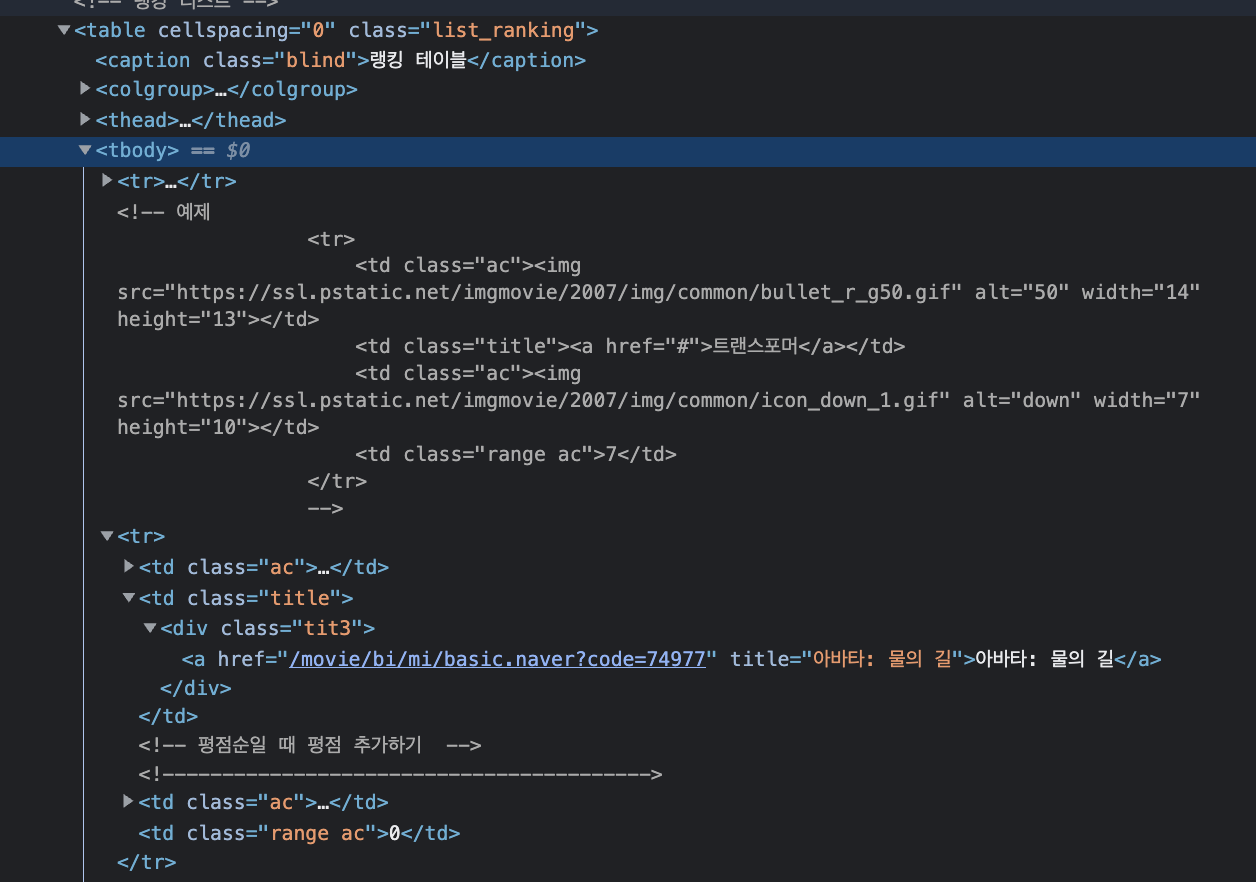 <!-- 랭킹 리스트 -->
▼<table cellspacing="0" class="list_ranking">
<caption class="blind">랭킹 테이블</caption>
▶<colgroup>…</colgroup>
▶<thead>…</thead>
▼<tbody> == $0
▶<tr>…</tr>
<!-- 예제
<tr>
<td class="ac"><img
src="https://ssl.pstatic.net/imgmovie/2007/img/common/bullet_r_g50.gif" alt="50" width="14"
height="13"></td>
<td class="title"><a href="#">트랜스포머</a></td>
<td class="ac"><img
src="https://ssl.pstatic.net/imgmovie/2007/img/common/icon_down_1.gif" alt="down" width="7"
height="10"></td>
<td class="range ac">7</td>
</tr>
-->
▼<tr>
▶<td class="ac">…</td>
▼<td class="title">
▼<div class="tit3">
<a href="/movie/bi/mi/basic.naver?code=74977" title="아바타: 물의 길">아바타: 물의 길</a>
</div>
</td>
<!-- 평점순일 때 평점 추가하기  -->
<!----------------------------------------->
▶<td class="ac">…</td>
<td class="range ac">0</td>
</tr>